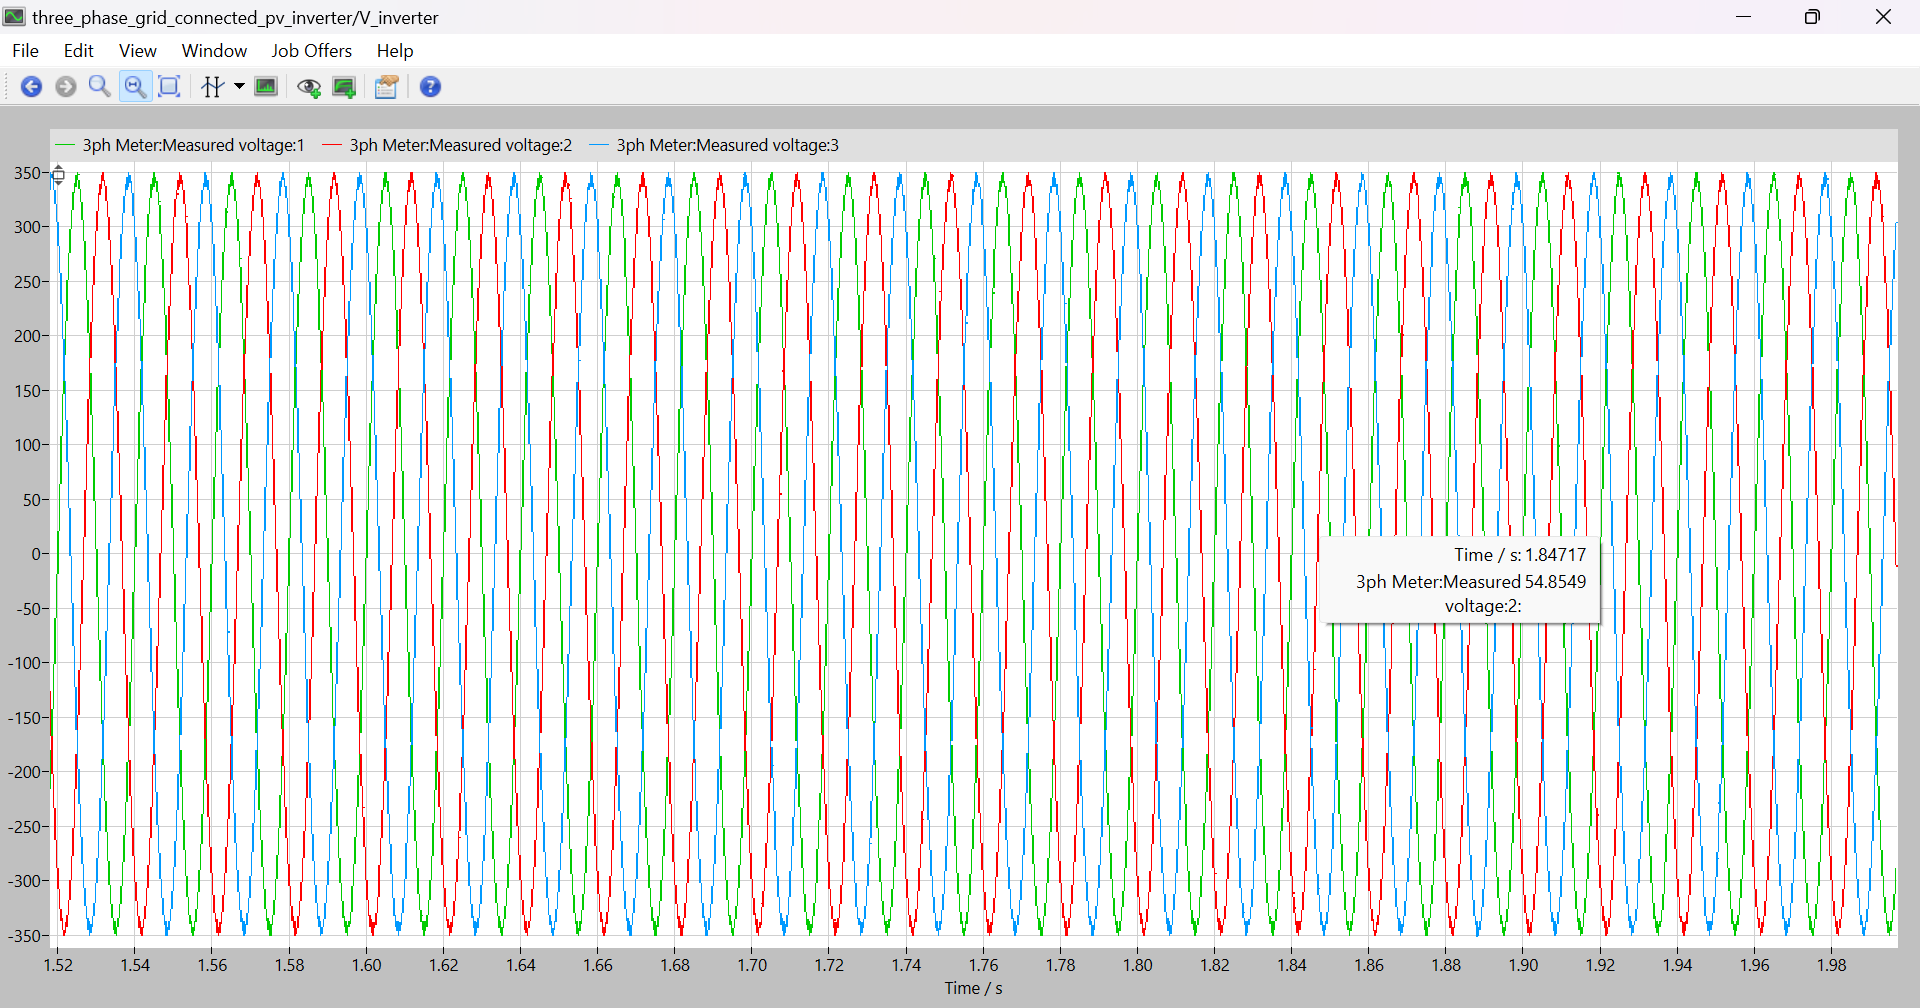 three_phase_grid_connected_pv_inverter/V_inverter
File Edit View Window Job Offers Help
3ph Meter:Measured voltage:1 3ph Meter:Measured voltage:2 3ph Meter:Measured voltage:3
350
300
250
200
150
100
50
0
-50
-100
-150
-200
-250
-300
-350
Time / s: 1.84717
3ph Meter:Measured 54.8549
voltage:2:
1.52 1.54 1.56 1.58 1.60 1.62 1.64 1.66 1.68 1.70 1.72 1.74 1.76 1.78 1.80 1.82 1.84 1.86 1.88 1.90 1.92 1.94 1.96 1.98
Time / s